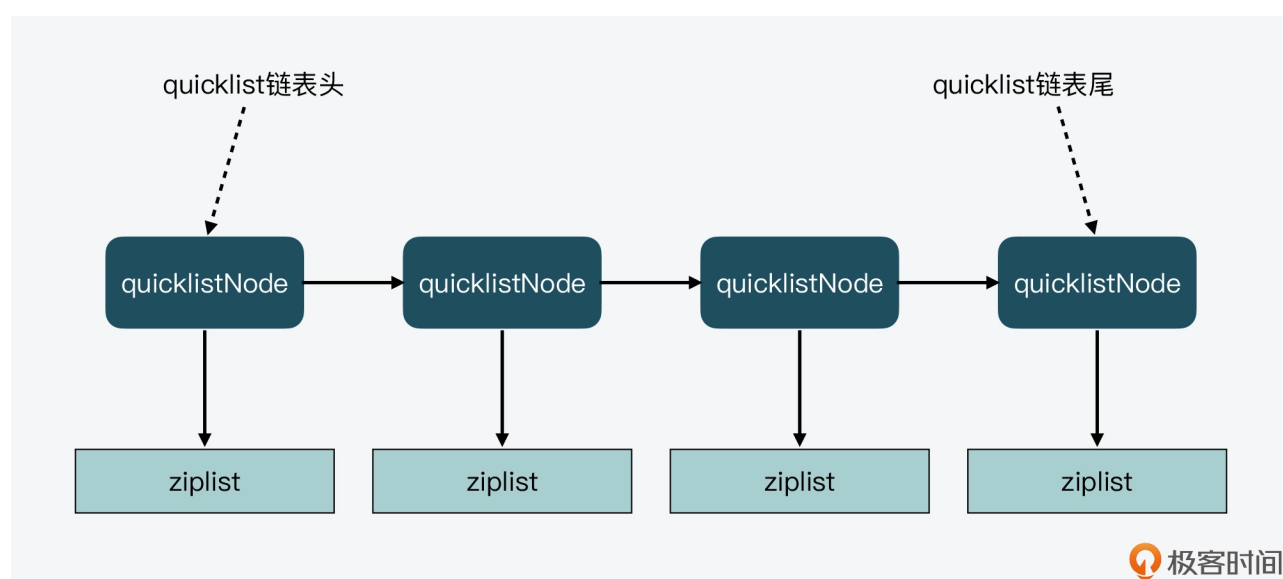 quicklist链表头
quicklist链表尾
quicklistNode
quicklistNode
quicklistNode
quicklistNode
ziplist
ziplist
ziplist
ziplist
极客时间